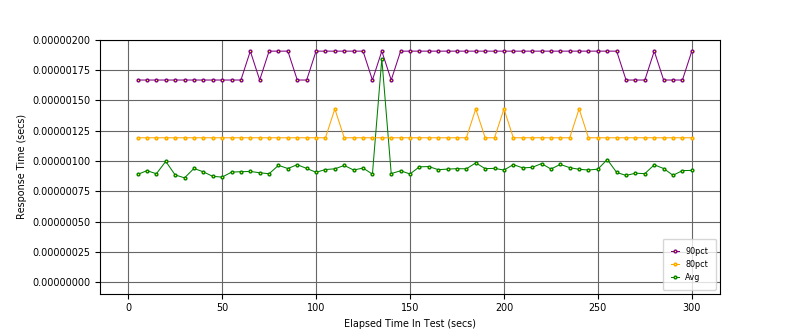 0.00000200
0.00000175
0.00000150
0.00000125
0.00000100
0.00000075
0.00000050
0.00000025
0.00000000
Response Time (secs)
90pct
80pct
Avg
0 50 100 150 200 250 300
Elapsed Time In Test (secs)